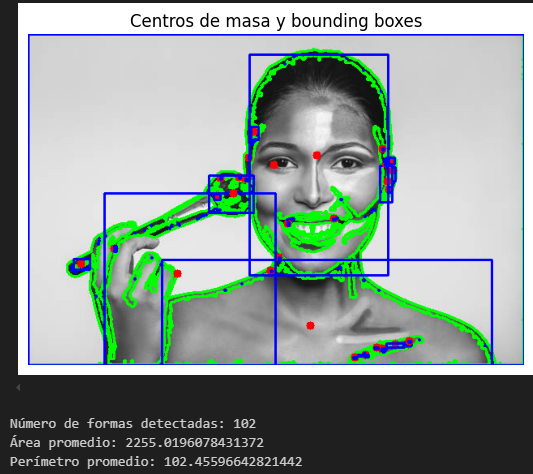 Centros de masa y bounding boxes
Número de formas detectadas: 102
Área promedio: 2255.0196078431372
Perímetro promedio: 102.45596642821442